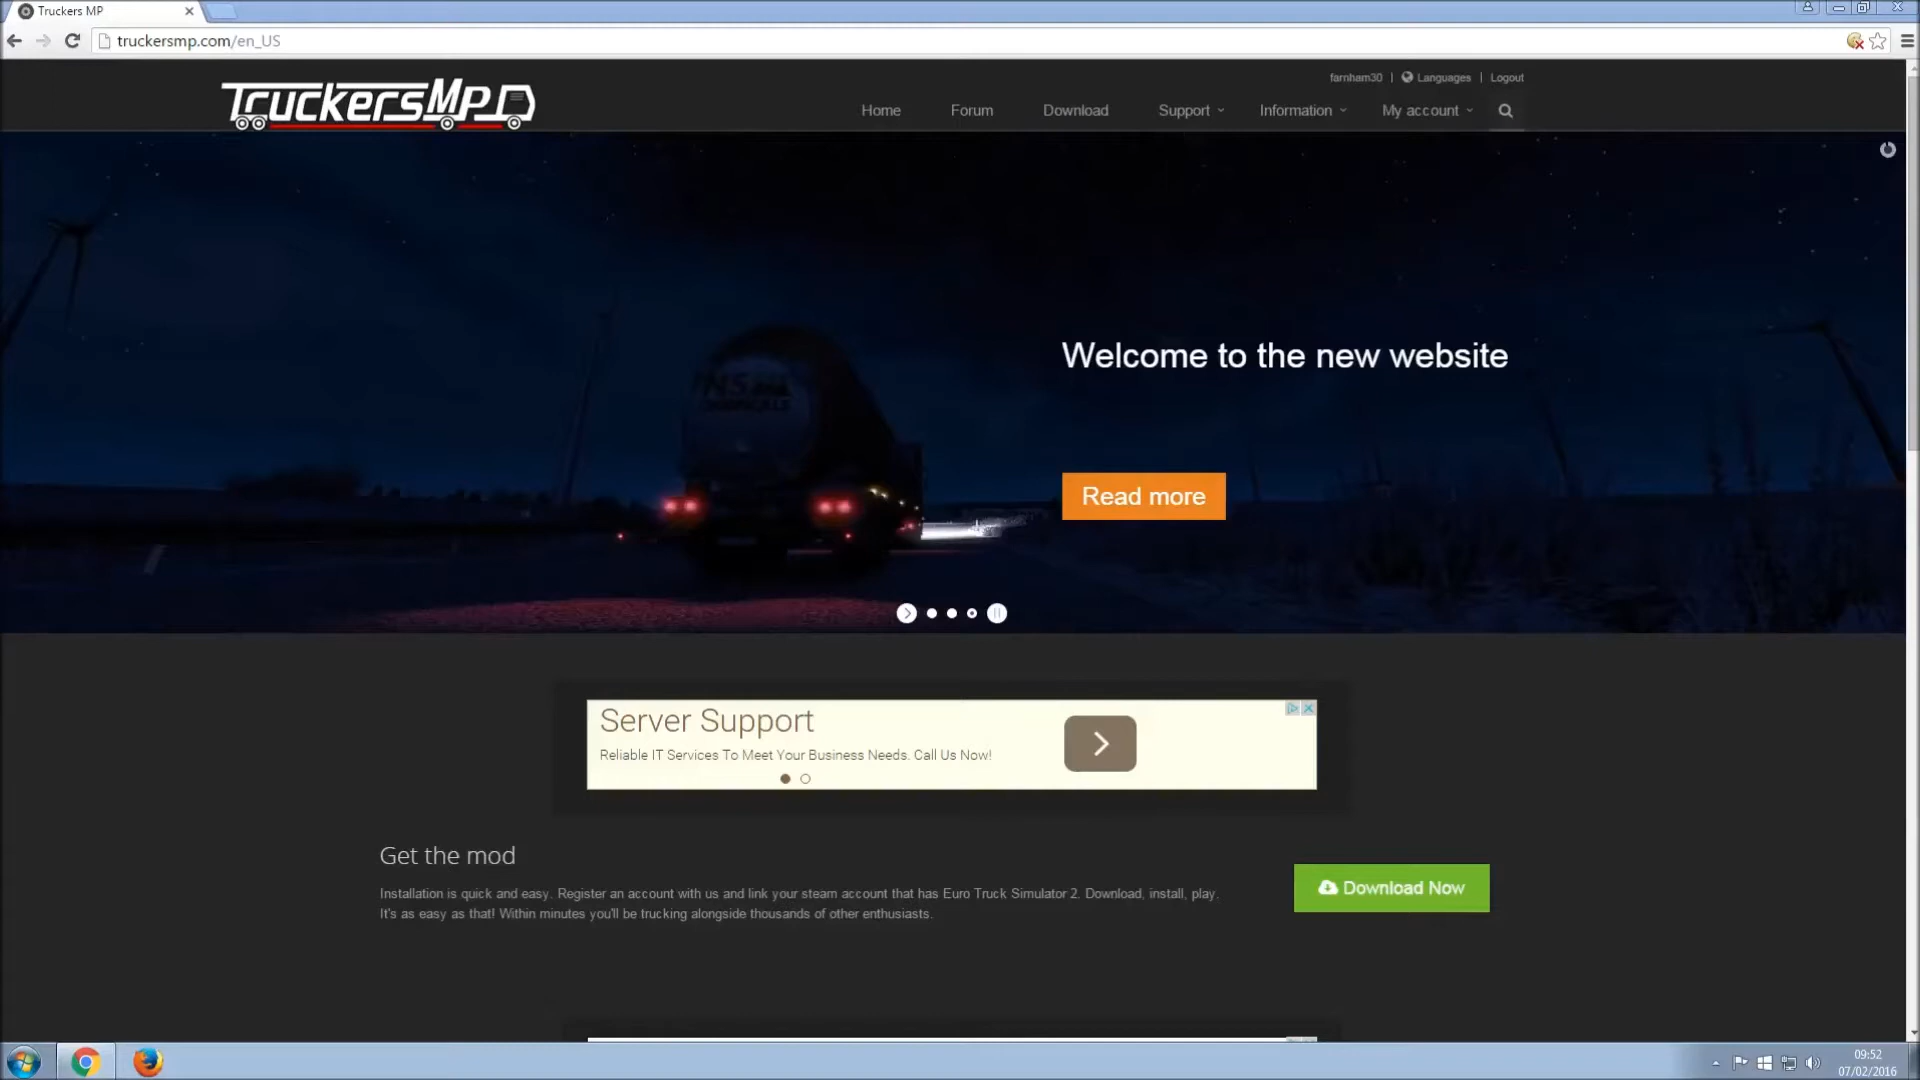 Truckers MP
truckersmp.com/en_US
farnham30 | Languages | Logout
TruckersMP
Home Forum Download Support Information My account
Welcome to the new website
Read more
Server Support
Reliable IT Services To Meet Your Business Needs. Call Us Now!
Get the mod
Installation is quick and easy. Register an account with us and link your steam account that has Euro Truck Simulator 2. Download, install, play.
It's as easy as that! Within minutes you'll be trucking alongside thousands of other enthusiasts.
Download Now
09:52
07/02/2016